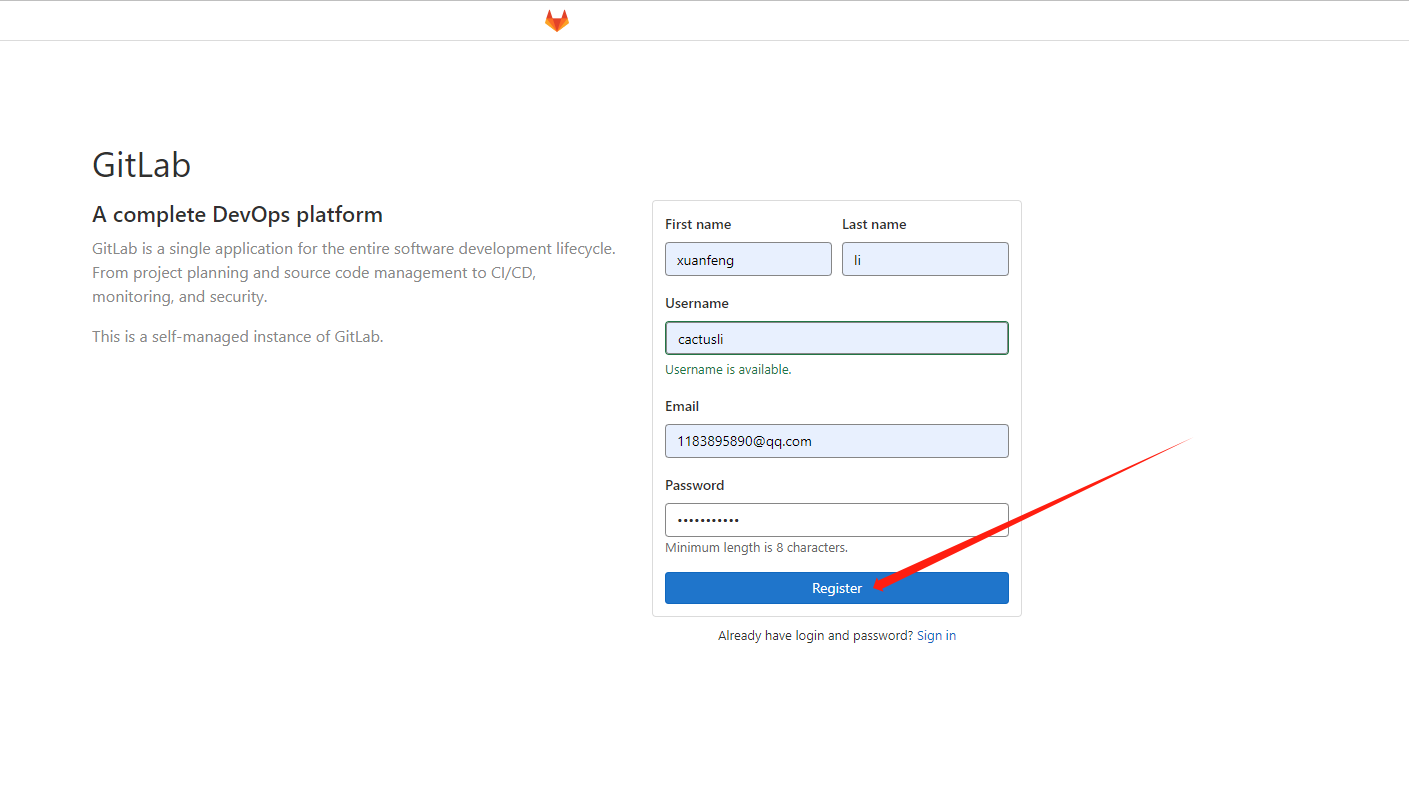 GitLab
A complete DevOps platform
GitLab is a single application for the entire software development lifecycle.
From project planning and source code management to CI/CD,
monitoring, and security.
This is a self-managed instance of GitLab.
First name Last name
xuanfeng li
Username
cactusli
Username is available.
Email
1183895890@qq.com
Password
•••••••••••
Minimum length is 8 characters.
Register
Already have login and password? Sign in